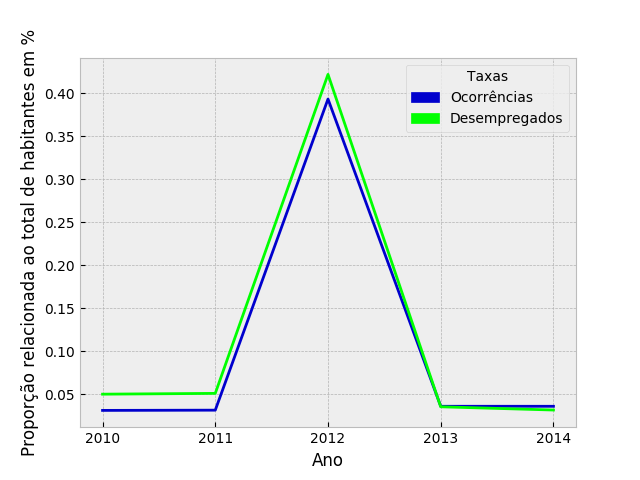 Proporção relacionada ao total de habitantes em %
0.40
0.35
0.30
0.25
0.20
0.15
0.10
0.05
Taxas
Ocorrências
Desempregados
2010 2011 2012 2013 2014
Ano